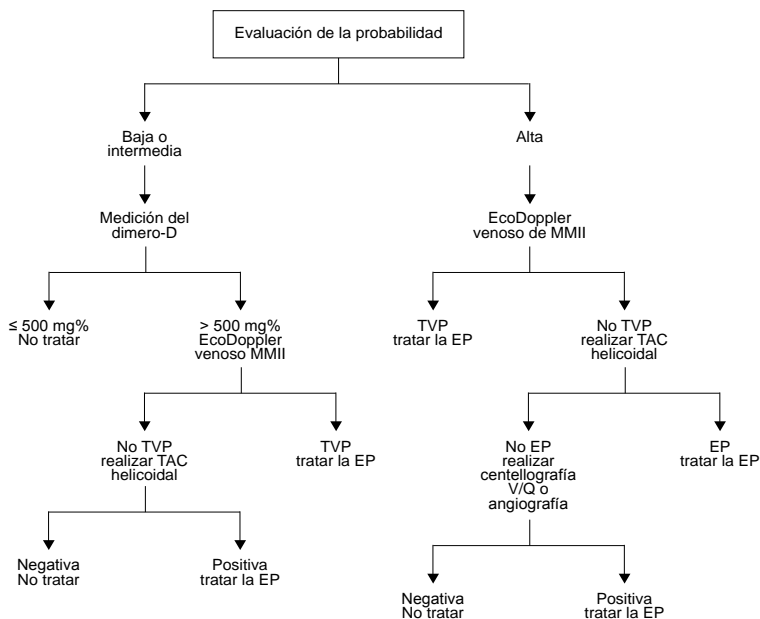 Evaluación de la probabilidad
Baja o
intermedia
Alta
Medición del
dimero-D
EcoDoppler
venoso de MMII
≤ 500 mg%
No tratar
> 500 mg%
EcoDoppler
venoso MMII
TVP
tratar la EP
No TVP
realizar TAC
helicoidal
No TVP
realizar TAC
helicoidal
TVP
tratar la EP
No EP
realizar
centellografía
V/Q o
angiografía
EP
tratar la EP
Negativa
No tratar
Positiva
tratar la EP
Negativa
No tratar
Positiva
tratar la EP